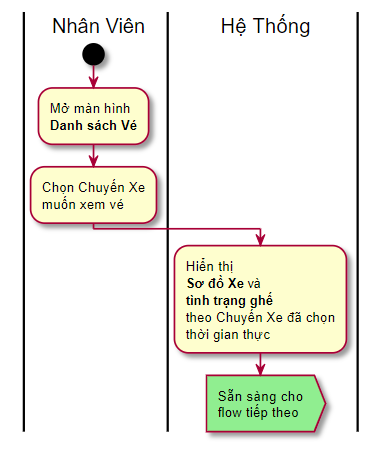 Nhân Viên
Hệ Thống
Mở màn hình
Danh sách Vé
Chọn Chuyến Xe
muốn xem vé
Hiển thị
Sơ đồ Xe và
tình trạng ghế
theo Chuyến Xe đã chọn
thời gian thực
Sẵn sàng cho
flow tiếp theo